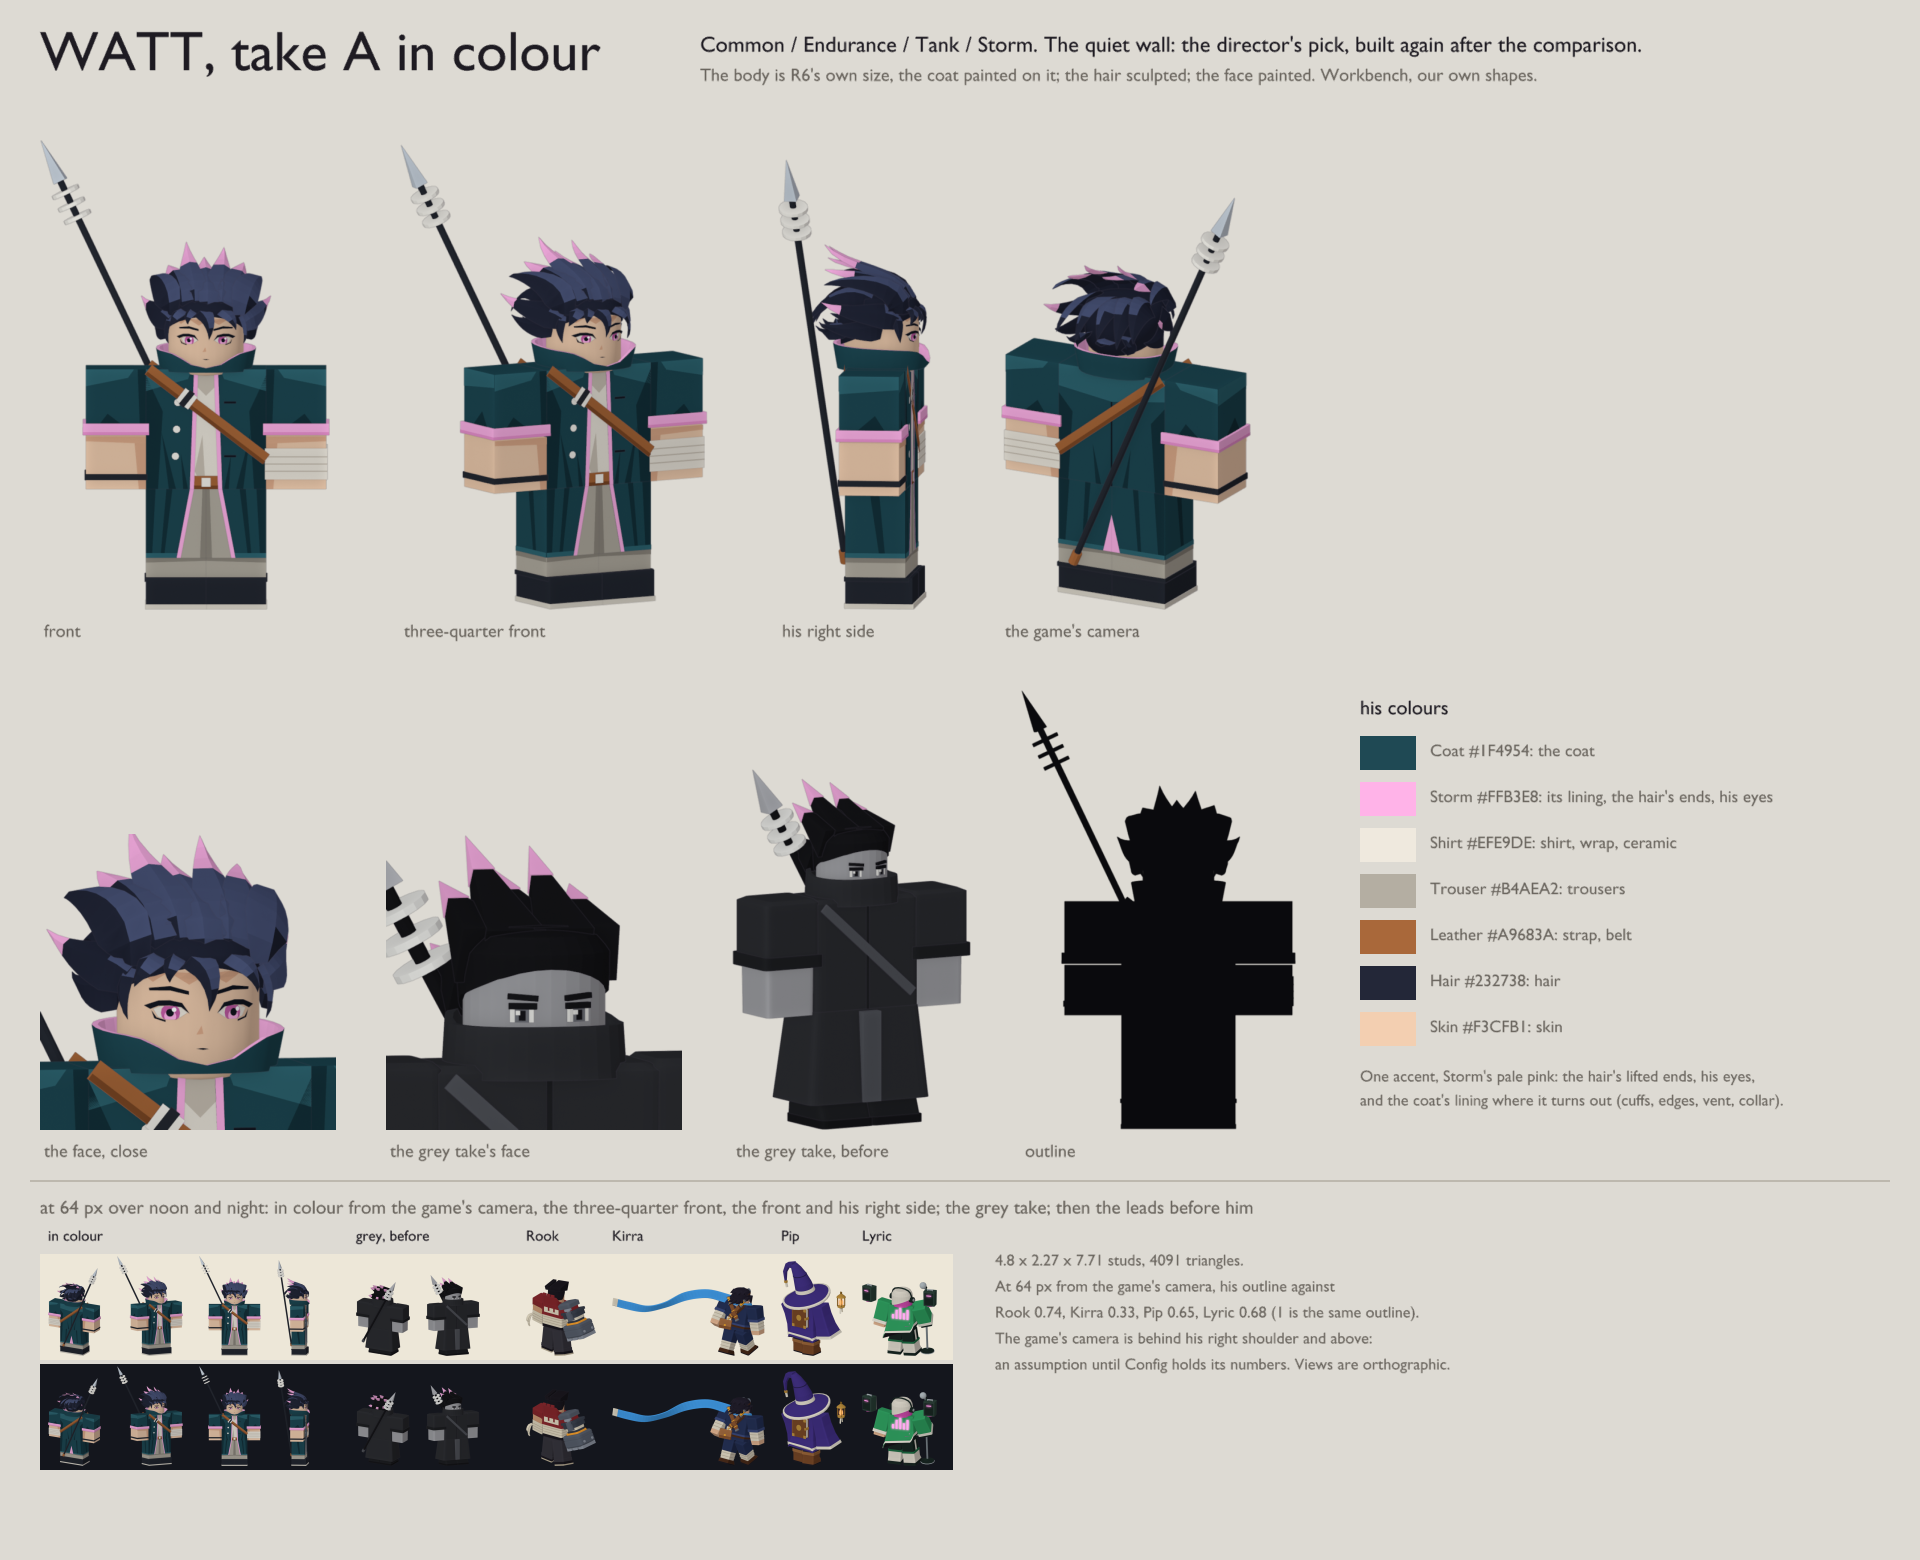 WATT, take A in colour
Common / Endurance / Tank / Storm. The quiet wall: the director's pick, built again after the comparison.
The body is R6's own size, the coat painted on it; the hair sculpted; the face painted. Workbench, our own shapes.
front
three-quarter front
his right side
the game's camera
his colours
Coat #1F4954: the coat
Storm #FFB3E8: its lining, the hair's ends, his eyes
Shirt #EFE9DE: shirt, wrap, ceramic
Trouser #B4AEA2: trousers
Leather #A9683A: strap, belt
Hair #232738: hair
Skin #F3CFB1: skin
One accent, Storm's pale pink: the hair's lifted ends, his eyes,
and the coat's lining where it turns out (cuffs, edges, vent, collar).
the face, close
the grey take's face
the grey take, before
outline
at 64 px over noon and night: in colour from the game's camera, the three-quarter front, the front and his right side; the grey take; then the leads before him
in colour
grey, before
Rook
Kirra
Pip
Lyric
4.8 x 2.27 x 7.71 studs, 4091 triangles.
At 64 px from the game's camera, his outline against
Rook 0.74, Kirra 0.33, Pip 0.65, Lyric 0.68 (1 is the same outline).
The game's camera is behind his right shoulder and above:
an assumption until Config holds its numbers. Views are orthographic.